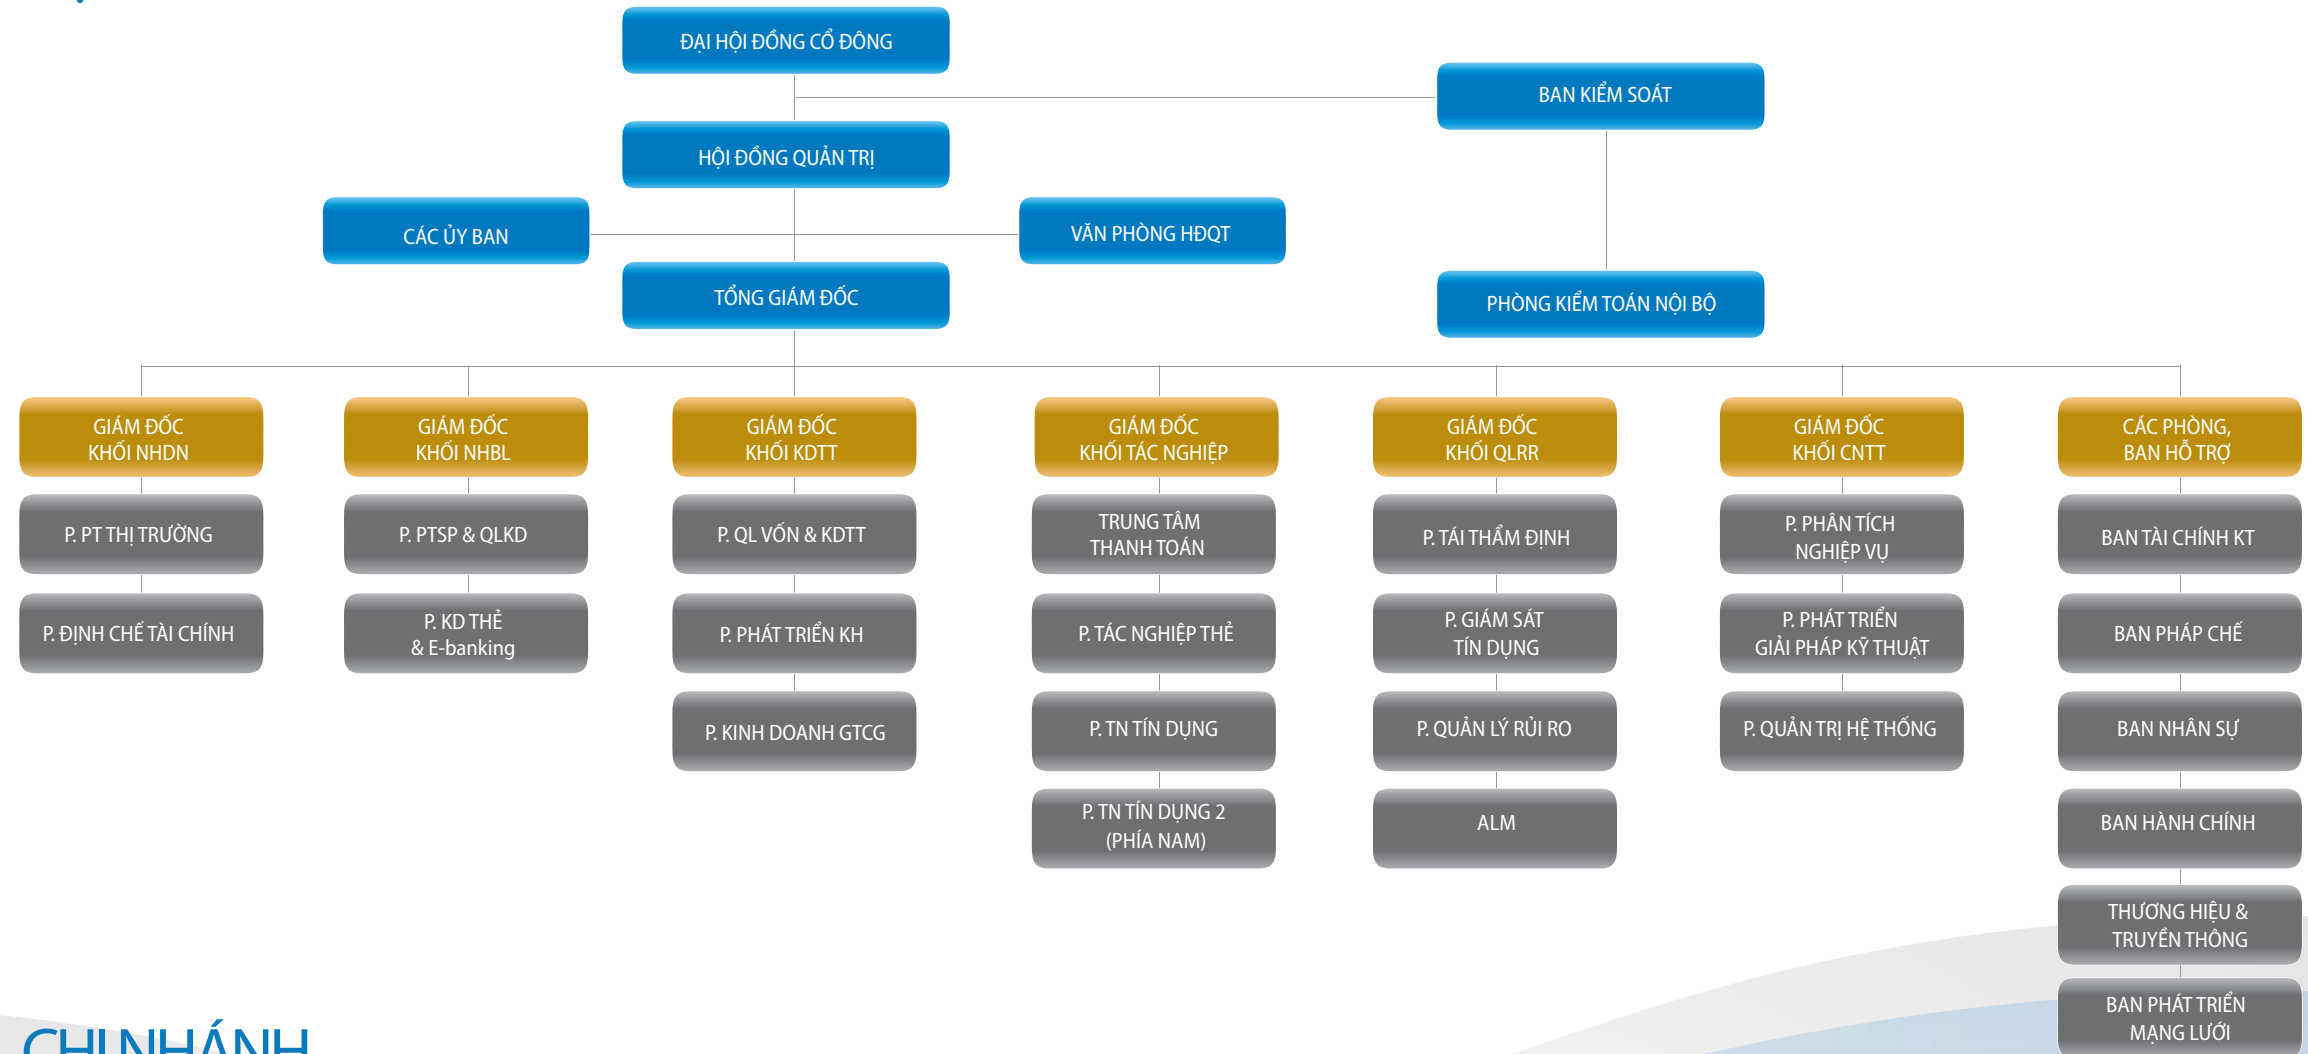 ĐẠI HỘI ĐỒNG CỔ ĐÔNG
BAN KIỂM SOÁT
HỘI ĐỒNG QUẢN TRỊ
CÁC ỦY BAN
VĂN PHÒNG HĐQT
TỔNG GIÁM ĐỐC
PHÒNG KIỂM TOÁN NỘI BỘ
GIÁM ĐỐC
KHỐI NHDN
P. PT THỊ TRƯỜNG
P. ĐỊNH CHẾ TÀI CHÍNH
GIÁM ĐỐC
KHỐI NHBL
P. PTSP & QLKD
P. KD THẺ
& E-banking
GIÁM ĐỐC
KHỐI KDTT
P. QL VỐN & KDTT
P. PHÁT TRIỂN KH
P. KINH DOANH GTCG
GIÁM ĐỐC
KHỐI TÁC NGHIỆP
TRUNG TÂM
THANH TOÁN
P. TÁC NGHIỆP THẺ
P. TN TÍN DỤNG
P. TN TÍN DỤNG 2
(PHÍA NAM)
GIÁM ĐỐC
KHỐI QLRR
P. TÁI THẨM ĐỊNH
P. GIÁM SÁT
TÍN DỤNG
P. QUẢN LÝ RỦI RO
ALM
GIÁM ĐỐC
KHỐI CNTT
P. PHÂN TÍCH
NGHIỆP VỤ
P. PHÁT TRIỂN
GIẢI PHÁP KỸ THUẬT
P. QUẢN TRỊ HỆ THỐNG
CÁC PHÒNG,
BAN HỖ TRỢ
BAN TÀI CHÍNH KT
BAN PHÁP CHẾ
BAN NHÂN SỰ
BAN HÀNH CHÍNH
THƯƠNG HIỆU &
TRUYỀN THÔNG
BAN PHÁT TRIỂN
MẠNG LƯỚI
CHI NHÁNH